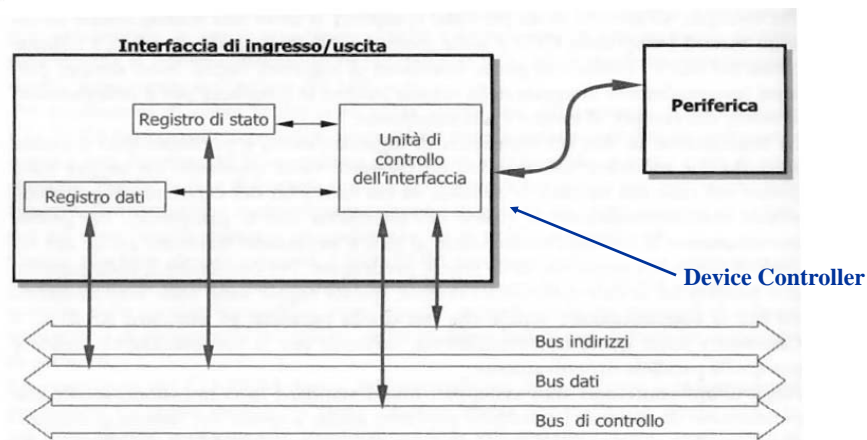 Interfaccia di ingresso/uscita
Registro di stato
Unità di
controllo
dell'interfaccia
Periferica
Registro dati
Device Controller
Bus indirizzi
Bus dati
Bus di controllo